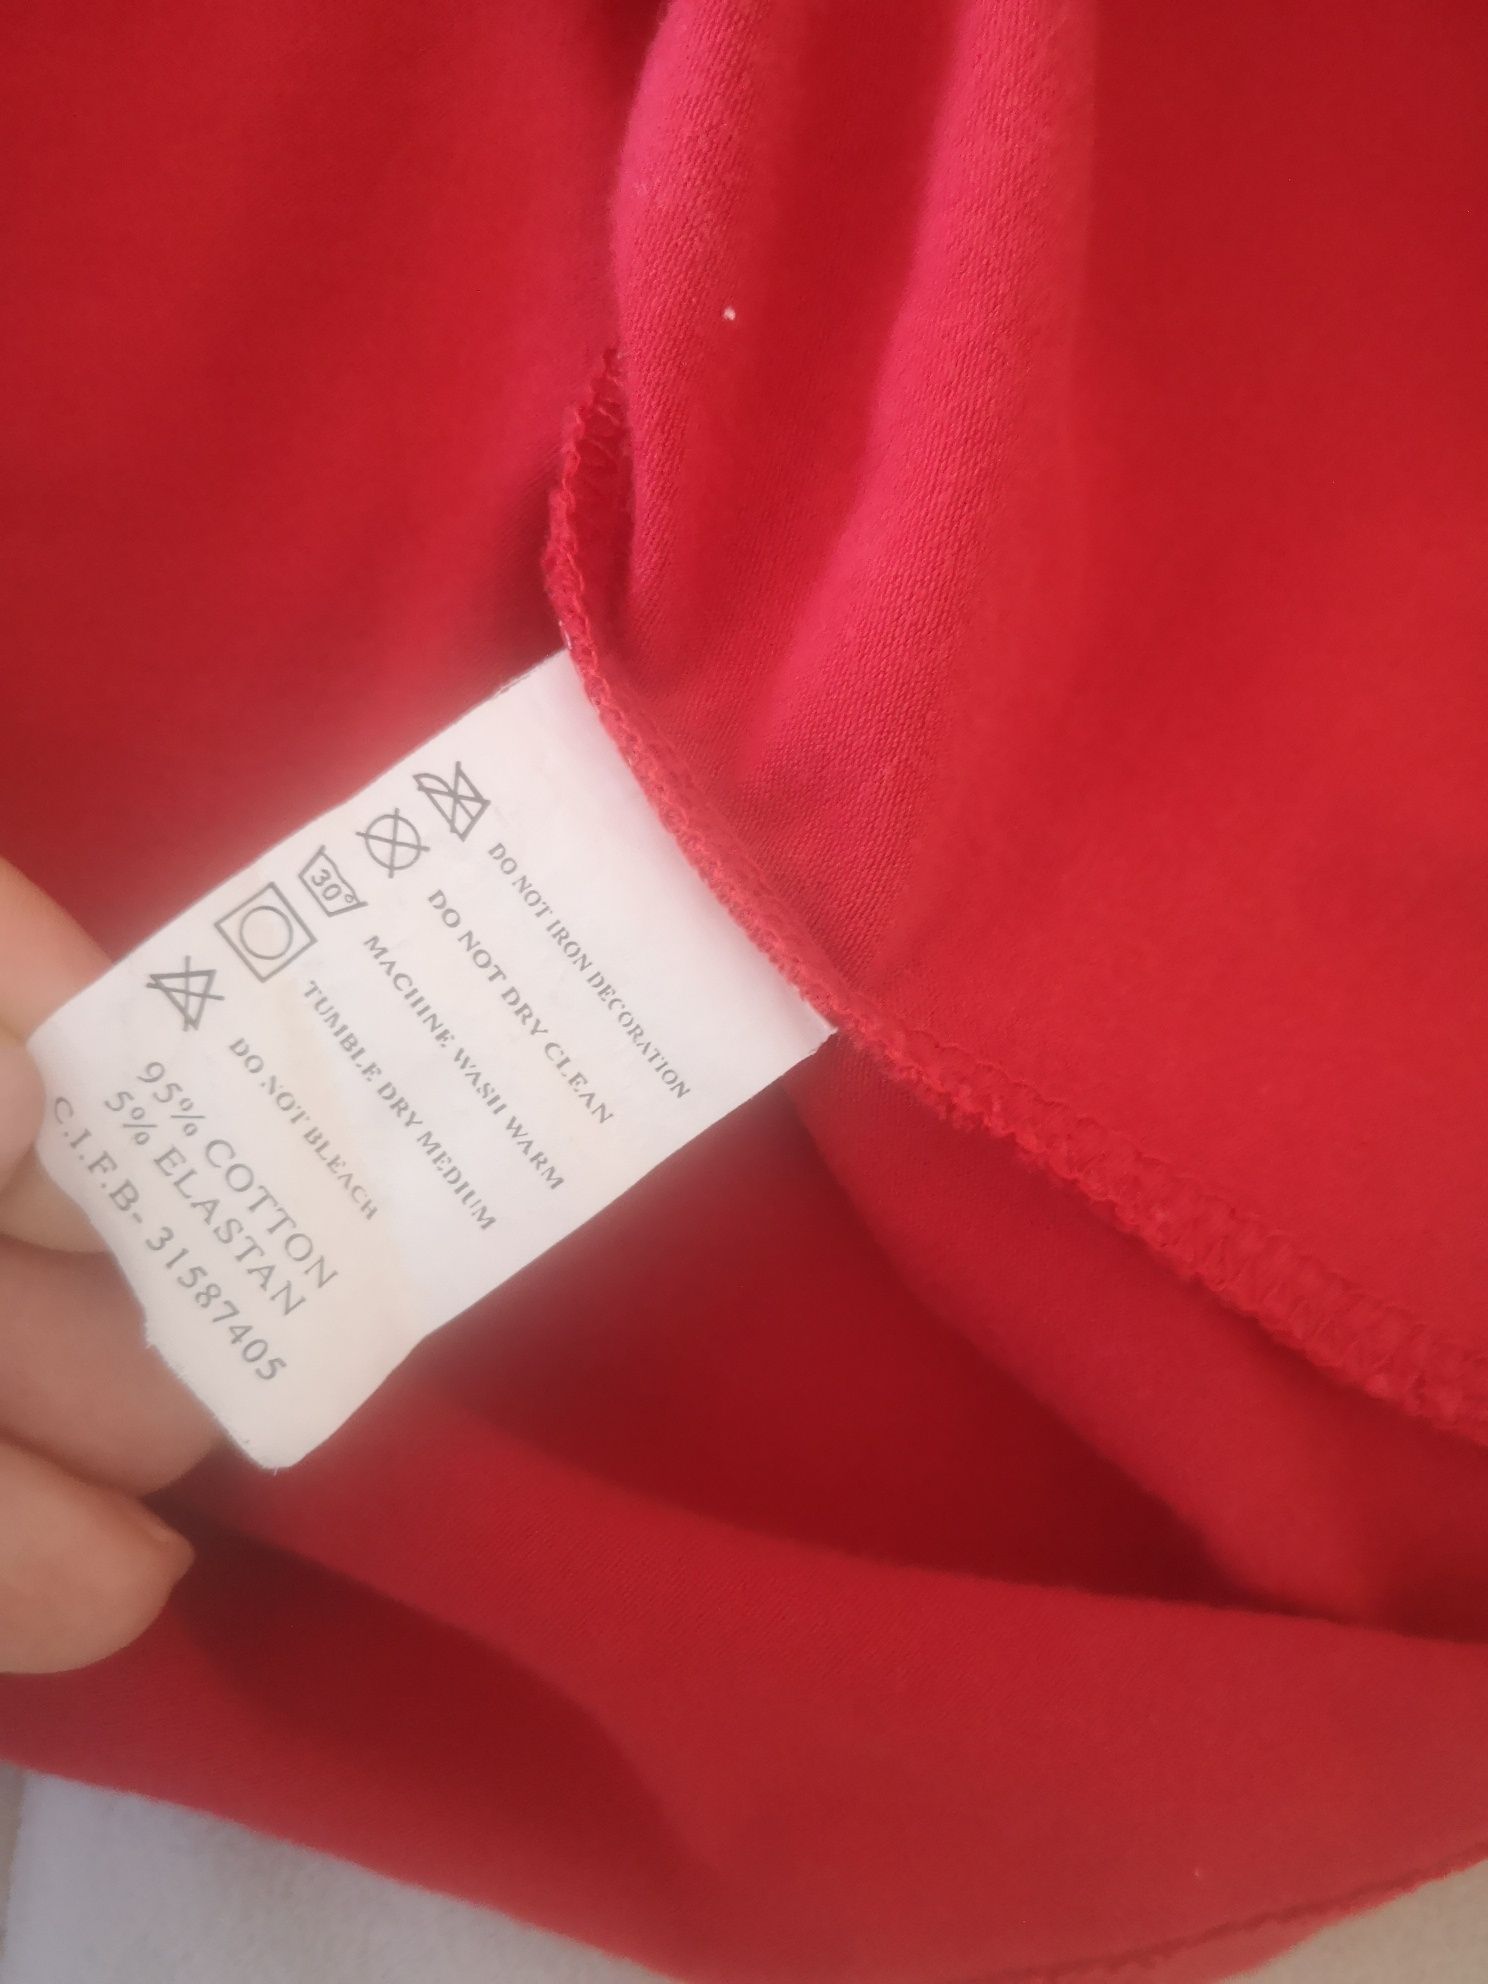 DO NOT IRON DECORATION
DO NOT DRY CLEAN
30° MACHINE WASH WARM
TUMBLE DRY MEDIUM
DO NOT BLEACH
95% COTTON
5% ELASTAN
C.I.F.B- 31587405